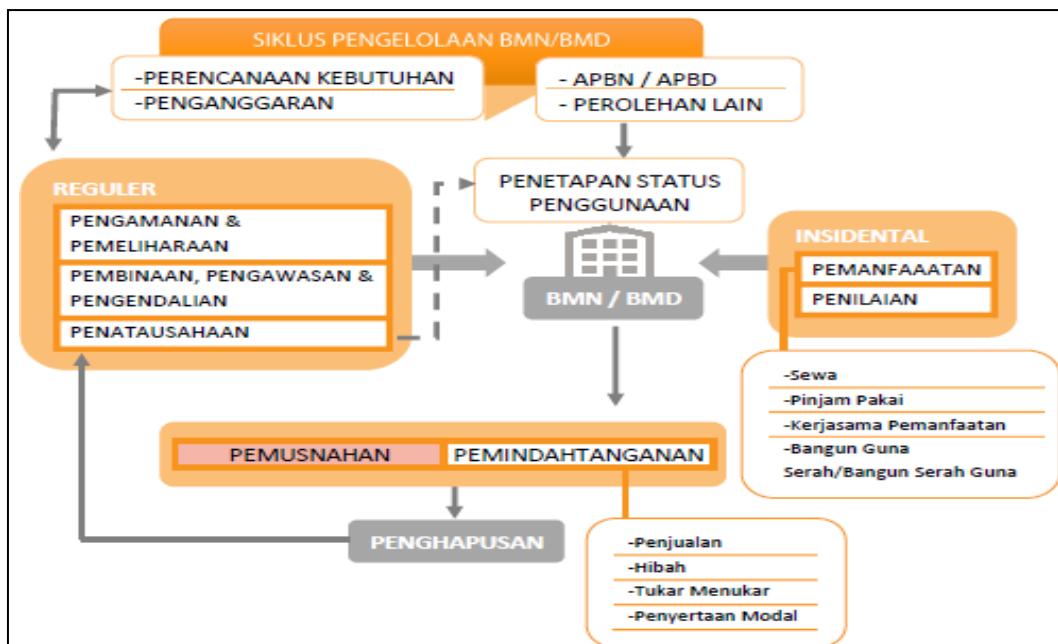 SIKLUS PENGELOLAAN BMN/BMD
-PERENCANAAN KEBUTUHAN
-PENGANGGARAN
- APBN / APBD
- PEROLEHAN LAIN
REGULER
PENGAMANAN &
PEMELIHARAAN
PEMBINAAN, PENGAWASAN &
PENGENDALIAN
PENATAUSAHAAN
PENETAPAN STATUS
PENGGUNAAN
BMN / BMD
INSIDENTAL
PEMANFAAATAN
PENILAIAN
-Sewa
-Pinjam Pakai
-Kerjasama Pemanfaatan
-Bangun Guna
Serah/Bangun Serah Guna
PEMUSNAHAN
PEMINDAHTANGANAN
PENGHAPUSAN
-Penjualan
-Hibah
-Tukar Menukar
-Penyertaan Modal